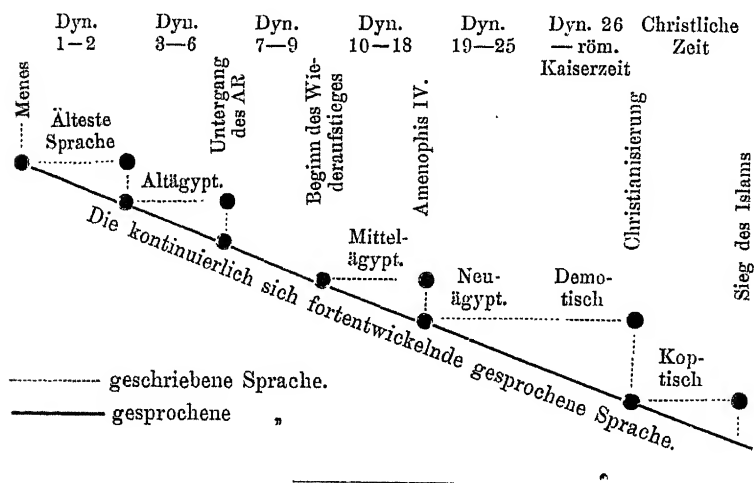 Dyn. 1—2
Dyn. 3—6
Dyn. 7—9
Dyn. 10—18
Dyn. 19—25
Dyn. 26 — röm. Kaiserzeit
Christliche Zeit
Menes
Untergang des AR
Beginn des Wiederaufstieges
Amenophis IV.
Christianisierung
Sieg des Islams
Älteste
Sprache
Altägypt.
Mittel-
ägypt.
Neu-
ägypt.
Demo-
tisch
Kop-
tisch
Die kontinuierlich sich fortentwickelnde gesprochene Sprache.
geschriebene Sprache.
gesprochene „